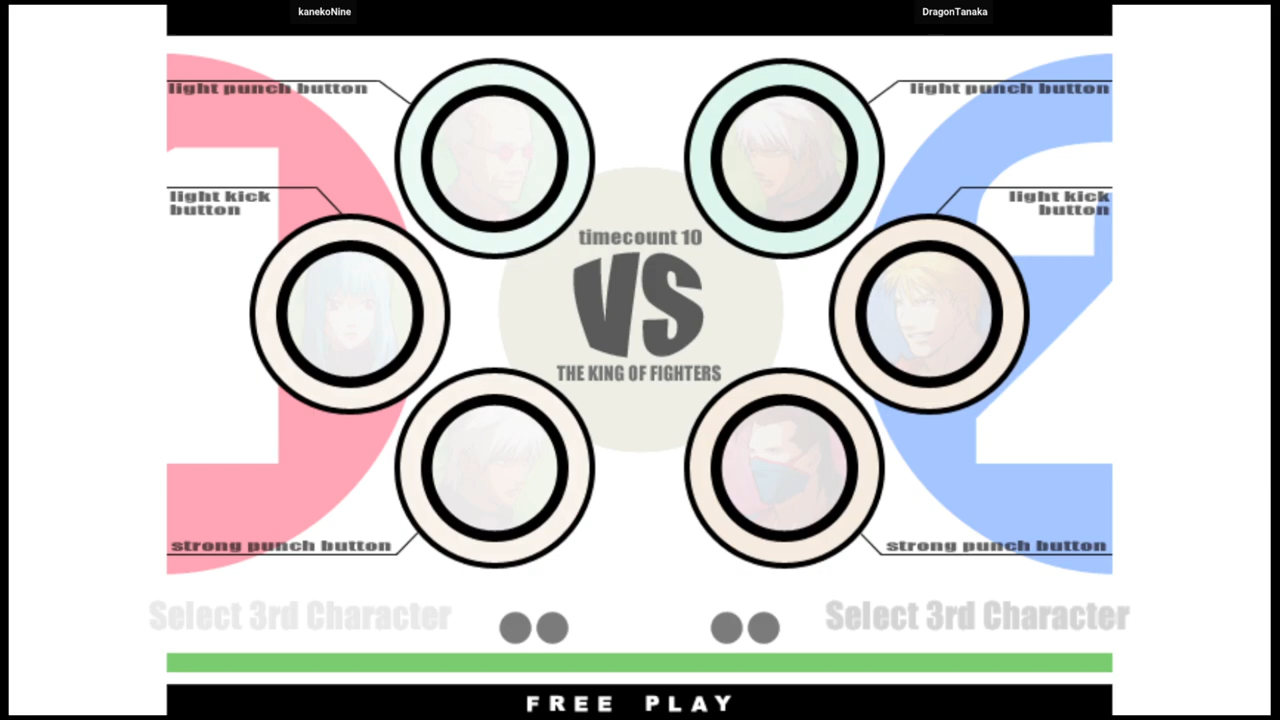 kanekoNine
DragonTanaka
light punch button
light punch button
light kick
button
light kick
button
timecount 10
VS
THE KING OF FIGHTERS
strong punch button
strong punch button
Select 3rd Character
Select 3rd Character
FREE PLAY